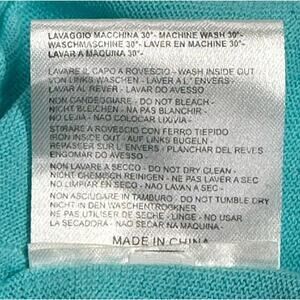 LAVAGGIO MACCHINA 30°- MACHINE WASH 30°-
WASCHMASCHINE 30°- LAVER EN MACHINE 30°-
LAVAR A MAQUINA 30°-
LAVARE IL CAPO A ROVESCIO - WASH INSIDE OUT
VON LINKS WASCHEN - LAVER A L'' ENVERS -
LAVAR AL REVER - LAVAR DO AVESSO
NON CANDEGGIARE - DO NOT BLEACH -
NICHT BLEICHEN - NA PAS BLANCHIR -
NO LEJIA - NAO COLOCAR LIXIVIA -
STIRARE A ROVESCIO CON FERRO TIEPIDO
IRON INSIDE OUT - AUF LINKS BUGELN -
REPASSER SUR L'' ENVERS - PLANCHAR DEL REVES
ENGOMAR DO AVESSO -
NON LAVARE A SECCO - DO NOT DRY CLEAN -
NICHT CHEMISCH REINIGEN - NE PAS LAVER A SEC
NO LIMPIAR EN SECO - NAO LAVAN A SEC -
NON ASCIUGARE IN TAMBURO - DO NOT TUMBLE DRY
NICHT IN DEN WASCHENTROCKNER
NE PAS UTILISER DE SECHE - LINGE - NO USAR
LA SECADORA - NAO SECAR NA MAQUINA -
MADE IN CHINA